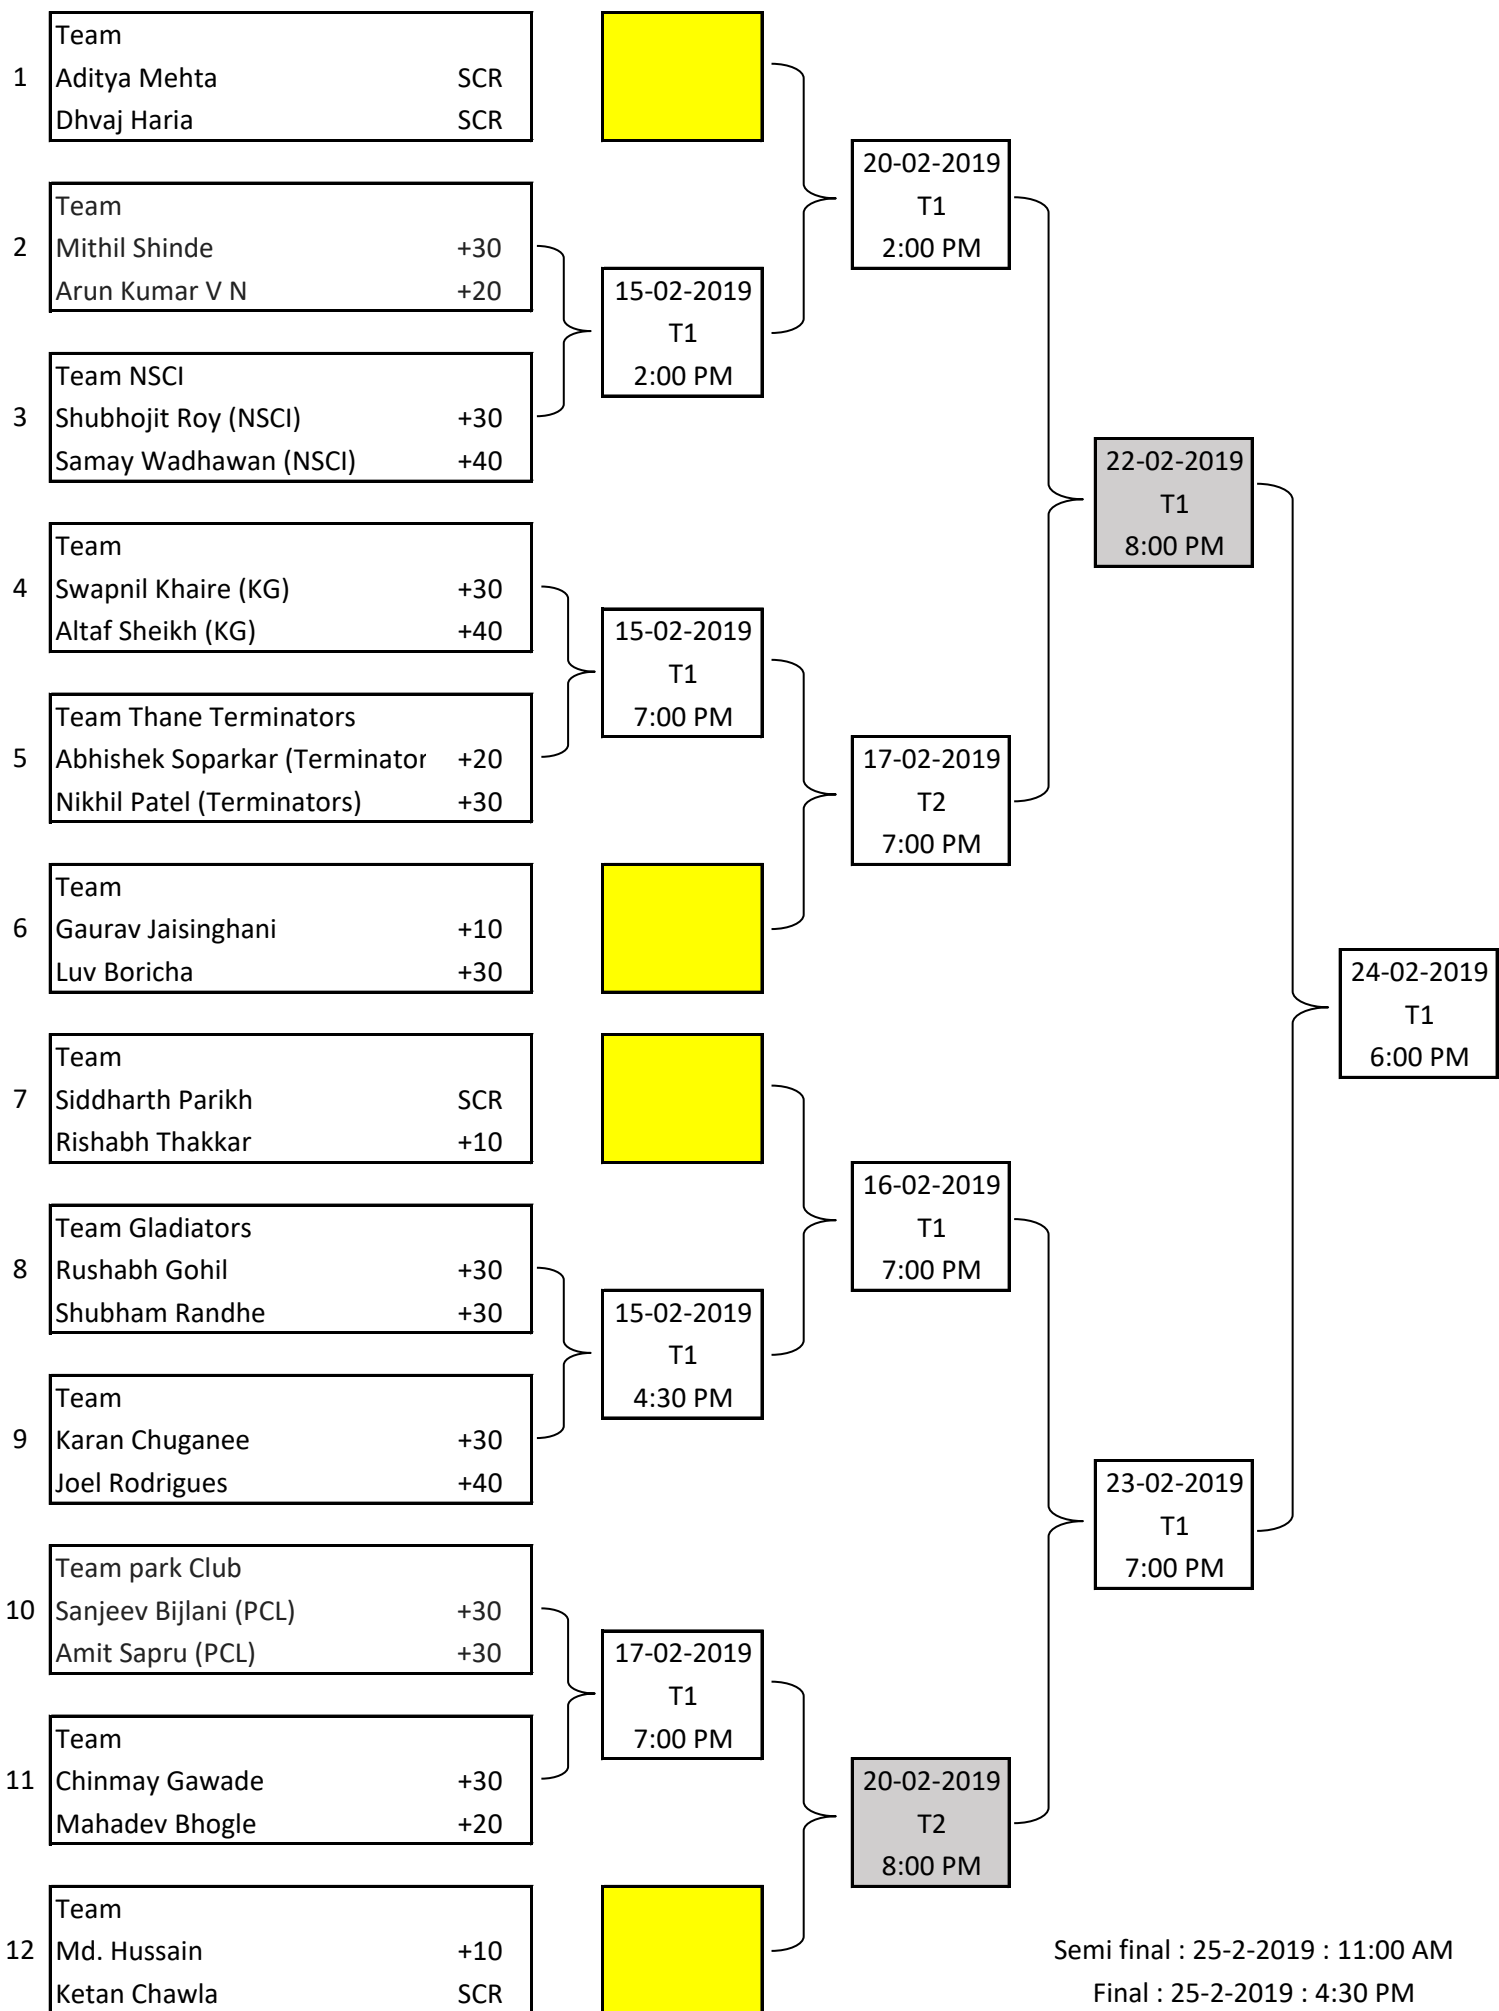 Team
1 Aditya Mehta SCR
Dhvaj Haria SCR
20-02-2019
T1
2:00 PM
Team
2 Mithil Shinde +30
Arun Kumar V N +20
15-02-2019
T1
2:00 PM
Team NSCI
3 Shubhojit Roy (NSCI) +30
Samay Wadhawan (NSCI) +40
22-02-2019
T1
8:00 PM
Team
4 Swapnil Khaire (KG) +30
Altaf Sheikh (KG) +40
15-02-2019
T1
7:00 PM
Team Thane Terminators
5 Abhishek Soparkar (Terminator +20
Nikhil Patel (Terminators) +30
17-02-2019
T2
7:00 PM
Team
6 Gaurav Jaisinghani +10
Luv Boricha +30
24-02-2019
T1
6:00 PM
Team
7 Siddharth Parikh SCR
Rishabh Thakkar +10
16-02-2019
T1
7:00 PM
Team Gladiators
8 Rushabh Gohil +30
Shubham Randhe +30
15-02-2019
T1
4:30 PM
Team
9 Karan Chuganee +30
Joel Rodrigues +40
23-02-2019
T1
7:00 PM
Team park Club
10 Sanjeev Bijlani (PCL) +30
Amit Sapru (PCL) +30
17-02-2019
T1
7:00 PM
Team
11 Chinmay Gawade +30
Mahadev Bhogle +20
20-02-2019
T2
8:00 PM
Team
12 Md. Hussain +10
Ketan Chawla SCR
Semi final : 25-2-2019 : 11:00 AM
Final : 25-2-2019 : 4:30 PM